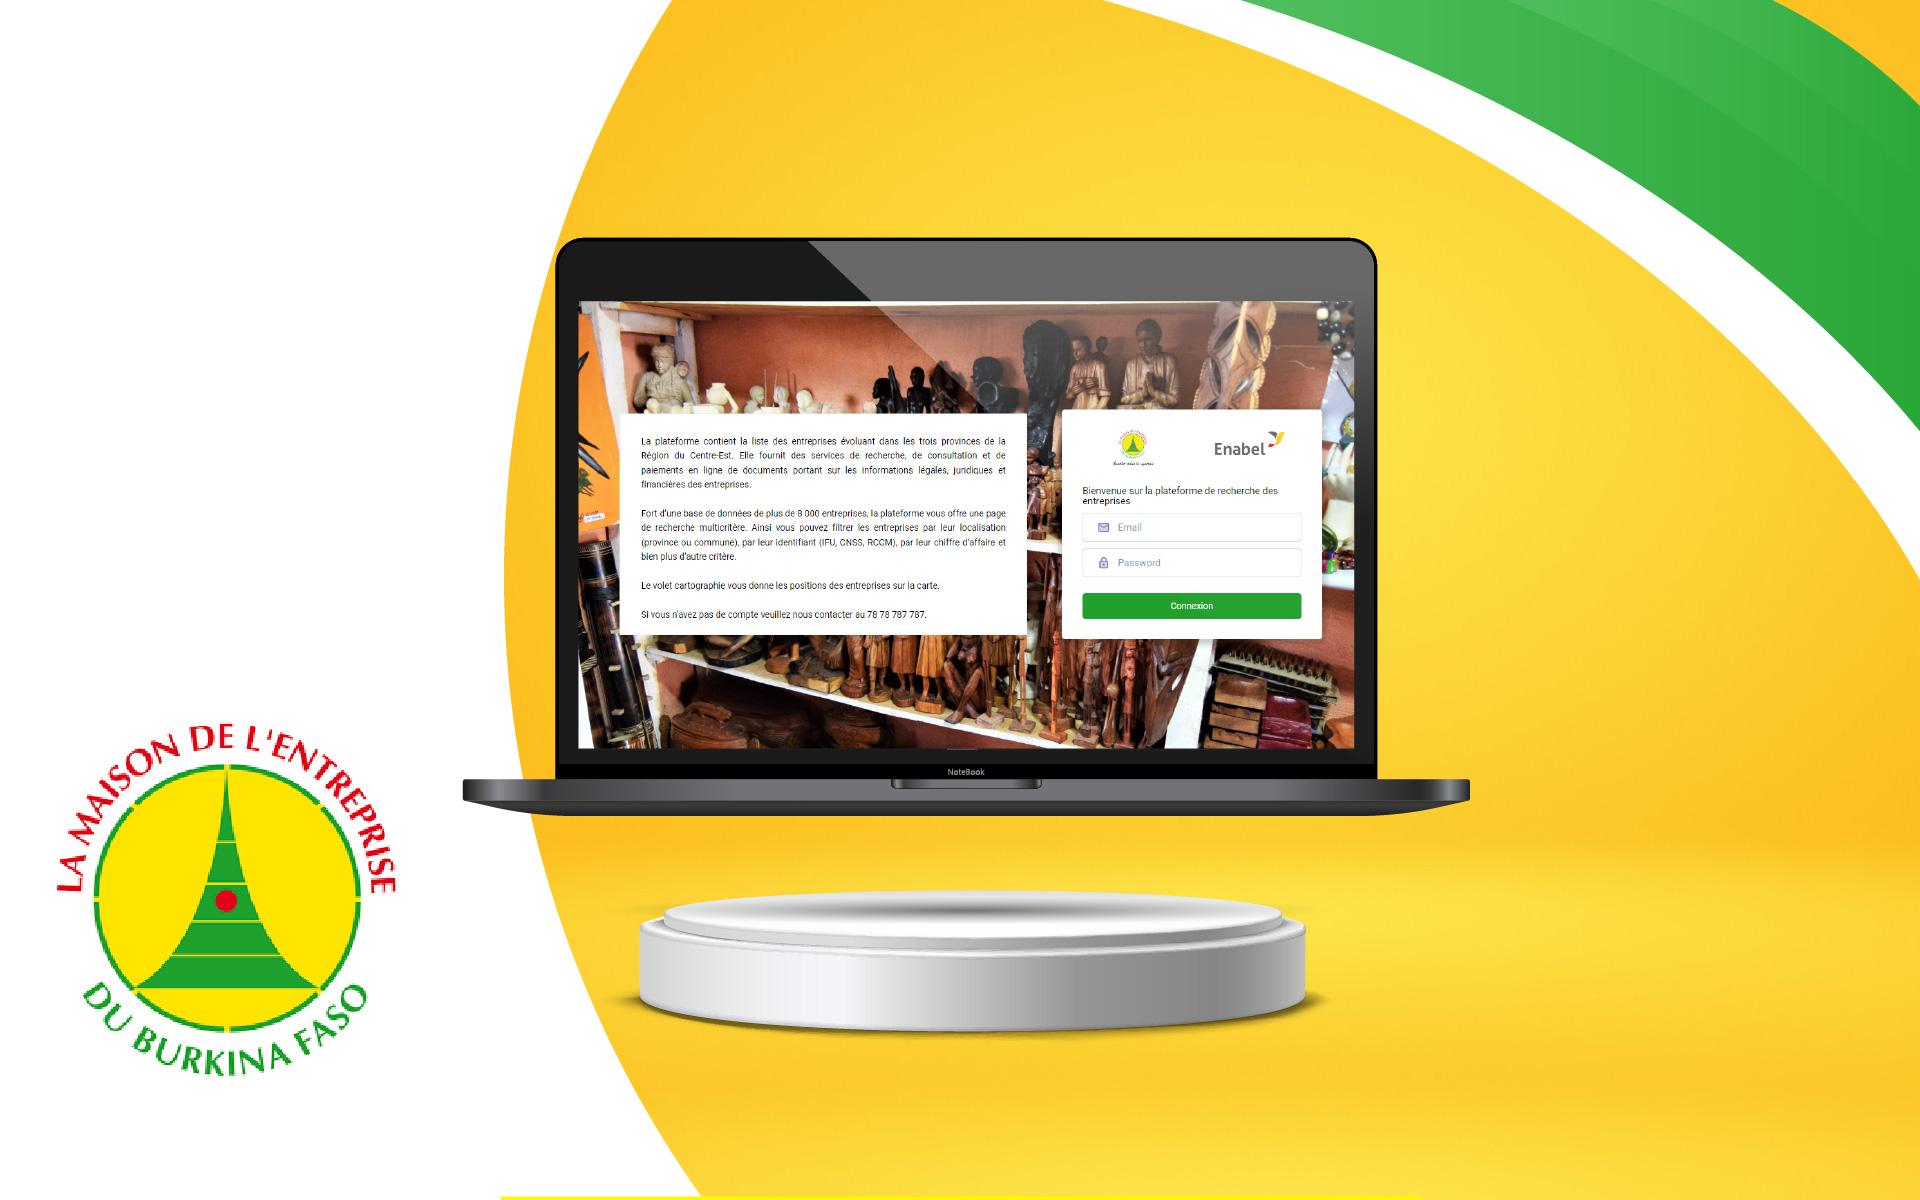 La plateforme contient la liste des entreprises évoluant dans les trois provinces de la
Région du Centre-Est. Elle fournit des services de recherche, de consultation et de
paiements en ligne de documents portant sur les informations légales, juridiques et
financières des entreprises.
Fort d'une base de données de plus de 8 000 entreprises, la plateforme vous offre une page
de recherche multicritère. Ainsi vous pouvez filtrer les entreprises par leur localisation
(province ou commune), par leur identifiant (IFU, CNSS, RCCM), par leur chiffre d'affaire et
bien plus d'autre critère.
Le volet cartographie vous donne les positions des entreprises sur la carte.
Si vous n'avez pas de compte veuillez nous contacter au 78 78 787 787.
Enabel
Bienvenue sur la plateforme de recherche des
entreprises
Email
Password
Connexion
NoteBook
LA MAISON DE L'ENTREPRISE
DU BURKINA FASO